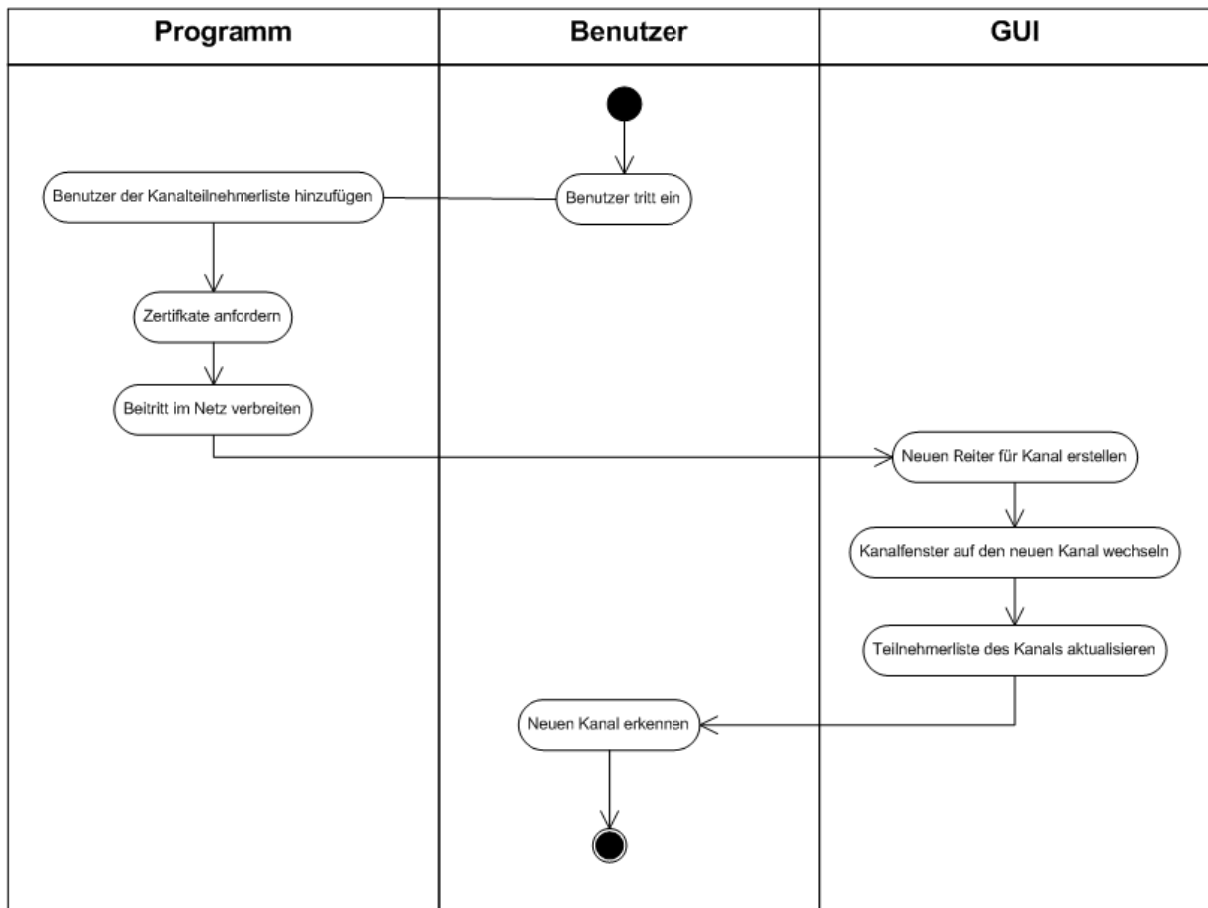 Programm
Benutzer
GUI
Benutzer der Kanalteilnehmerliste hinzufügen
Benutzer tritt ein
Zertifkate anfordern
Beitritt im Netz verbreiten
Neuen Reiter für Kanal erstellen
Kanalfenster auf den neuen Kanal wechseln
Teilnehmerliste des Kanals aktualisieren
Neuen Kanal erkennen